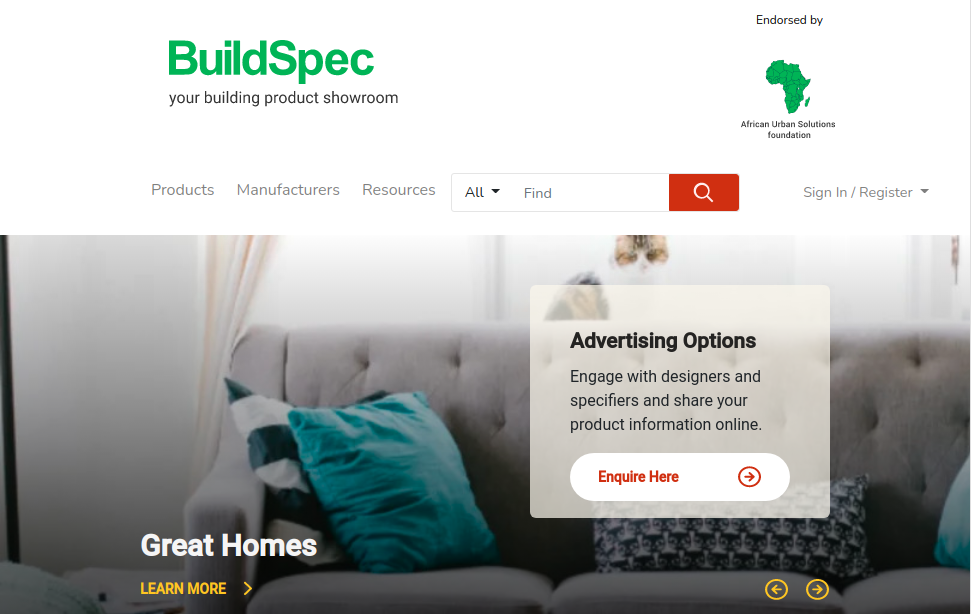 Endorsed by
BuildSpec
your building product showroom
African Urban Solutions
foundation
Products
Manufacturers
Resources
All
Find
Sign In / Register
Advertising Options
Engage with designers and
specifiers and share your
product information online.
Enquire Here
Great Homes
LEARN MORE